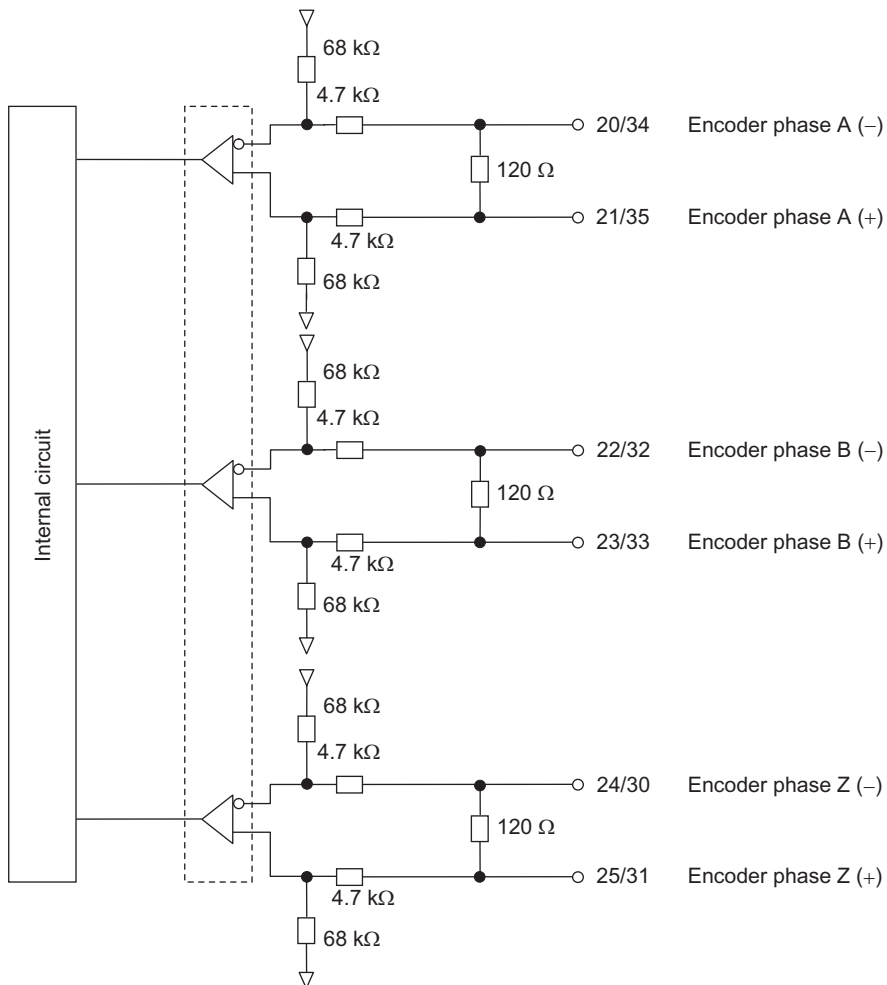 68 kΩ
4.7 kΩ
20/34 Encoder phase A (−)
120 Ω
21/35 Encoder phase A (+)
4.7 kΩ
68 kΩ
68 kΩ
4.7 kΩ
22/32 Encoder phase B (−)
Internal circuit
120 Ω
23/33 Encoder phase B (+)
4.7 kΩ
68 kΩ
68 kΩ
4.7 kΩ
24/30 Encoder phase Z (−)
120 Ω
25/31 Encoder phase Z (+)
4.7 kΩ
68 kΩ